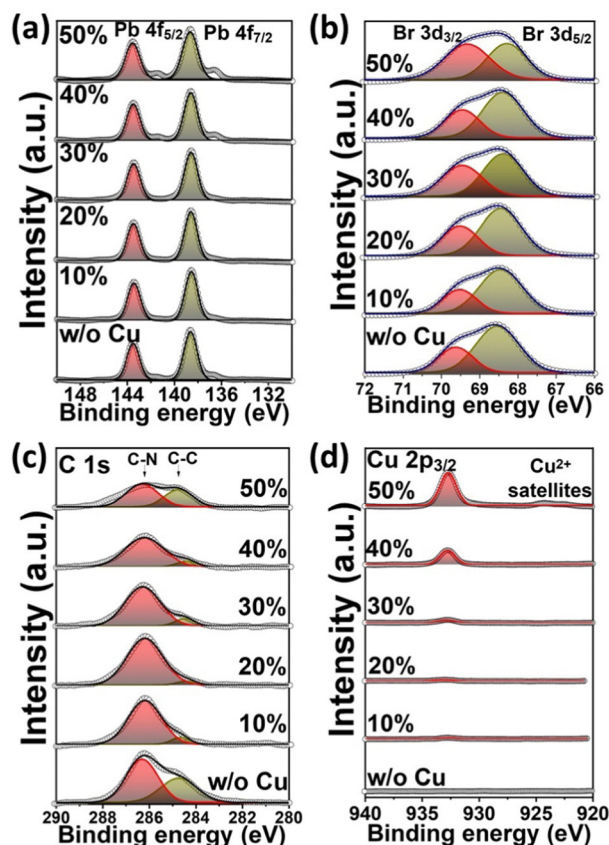 (a)
Pb 4f5/2 Pb 4f7/2
50%
40%
30%
20%
10%
w/o Cu
Intensity (a.u.)
148 144 140 136 132
Binding energy (eV)
(b)
Br 3d3/2 Br 3d5/2
50%
40%
30%
20%
10%
w/o Cu
Intensity (a.u.)
72 71 70 69 68 67 66
Binding energy (eV)
(c)
C 1s C-N C-C
50%
40%
30%
20%
10%
w/o Cu
Intensity (a.u.)
290 288 286 284 282 280
Binding energy (eV)
(d)
Cu 2p3/2
Cu2+
satellites
50%
40%
30%
20%
10%
w/o Cu
Intensity (a.u.)
940 935 930 925 920
Binding energy (eV)